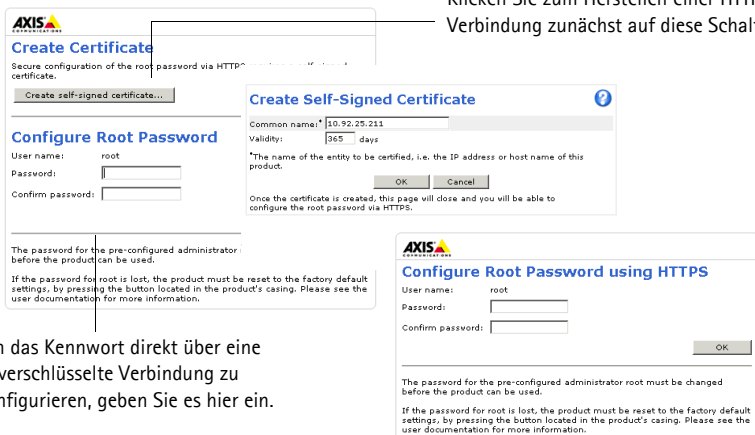 Klicken Sie zum Herstellen einer
Verbindung zunächst auf diese
AXIS
COMMUNICATIONS
Create Certificate
Secure configuration of the root password via
certificate.
Create self-signed certificate...
Configure Root Password
User name: root
Password:
Confirm password:
The password for the pre-configured administrator
before the product can be used.
If the password for root is lost, the product must be reset to the factory default
settings, by pressing the button located in the product's casing. Please see the
user documentation for more information.
Create Self-Signed Certificate
Common name:* 10.92.25.211
Validity: 365 days
*The name of the entity to be certified, i.e. the IP address or host name of this
product.
OK Cancel
Once the certificate is created, this page will close and you will be able to
configure the root password via HTTPS.
AXIS
COMMUNICATIONS
Configure Root Password using HTTPS
User name: root
Password:
Confirm password:
OK
The password for the pre-configured administrator root must be changed
before the product can be used.
If the password for root is lost, the product must be reset to the factory default
settings, by pressing the button located in the product's casing. Please see the
user documentation for more information.
das Kennwort direkt über eine
verschlüsselte Verbindung zu
geben Sie es hier ein.